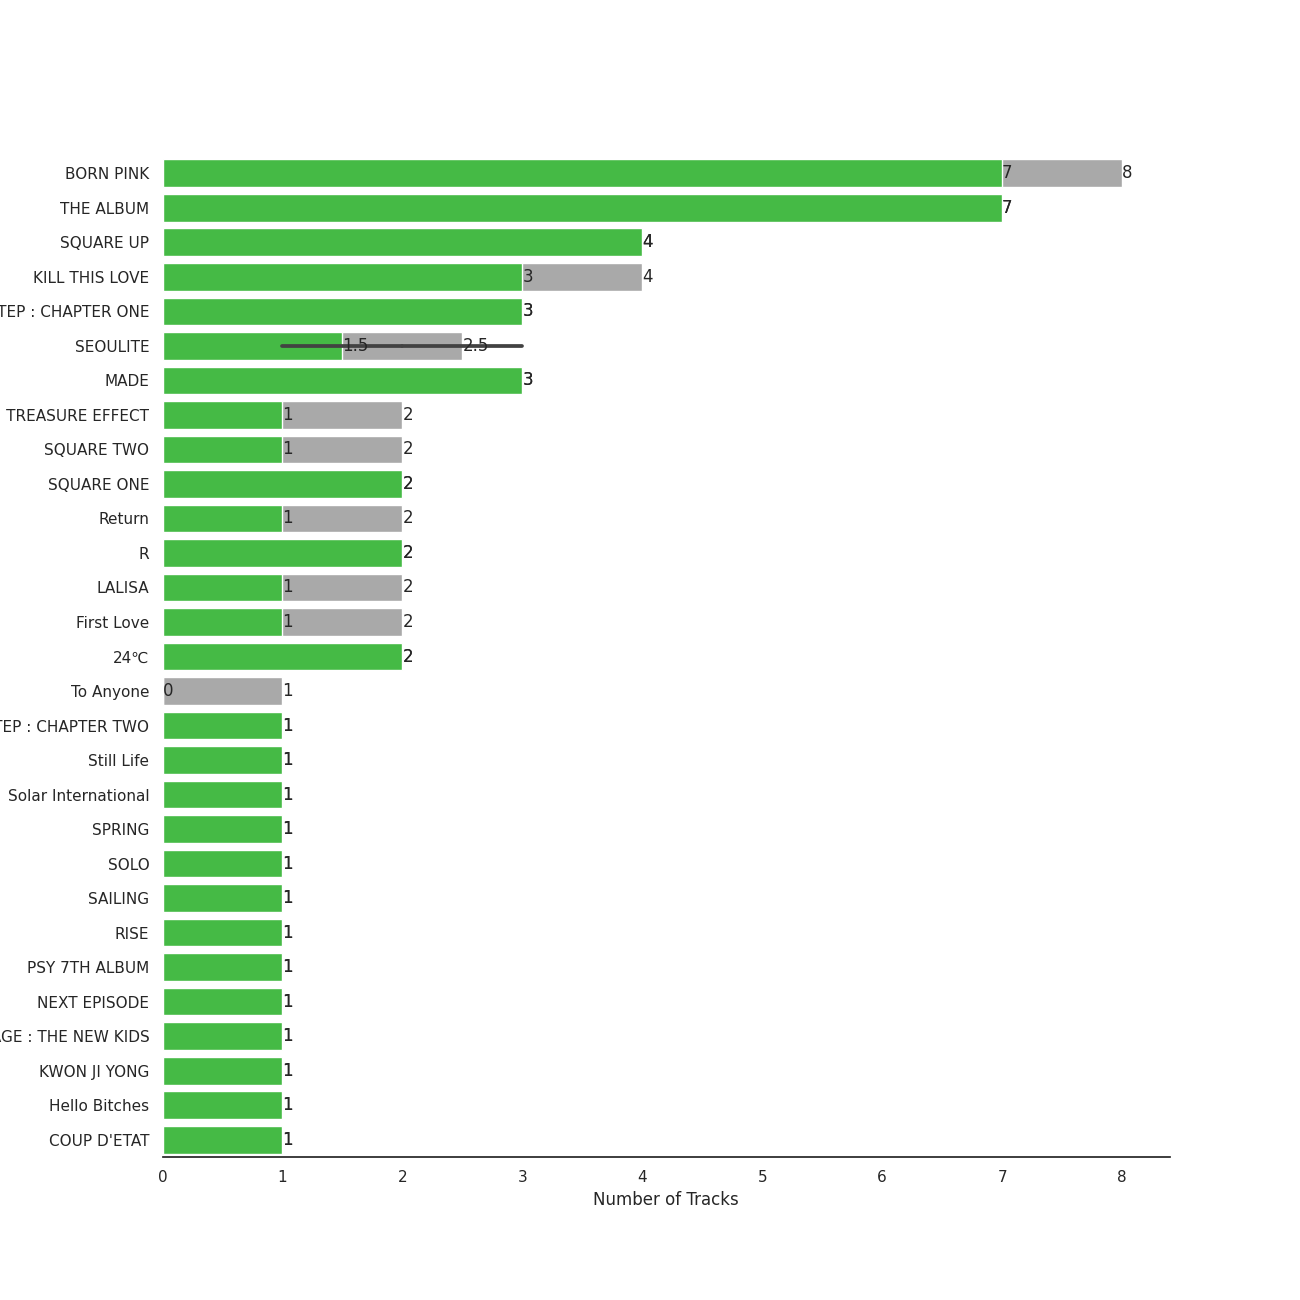 BORN PINK 7 8
THE ALBUM 7
SQUARE UP 4
KILL THIS LOVE 3 4
TEP : CHAPTER ONE 3
SEOULITE 1.5 2.5
MADE 3
TREASURE EFFECT 1 2
SQUARE TWO 1 2
SQUARE ONE 2
Return 1 2
R 2
LALISA 1 2
First Love 1 2
24℃ 2
To Anyone 0 1
TEP : CHAPTER TWO 1
Still Life 1
Solar International 1
SPRING 1
SOLO 1
SAILING 1
RISE 1
PSY 7TH ALBUM 1
NEXT EPISODE 1
GE : THE NEW KIDS 1
KWON JI YONG 1
Hello Bitches 1
COUP D'ETAT 1
0 1 2 3 4 5 6 7 8
Number of Tracks